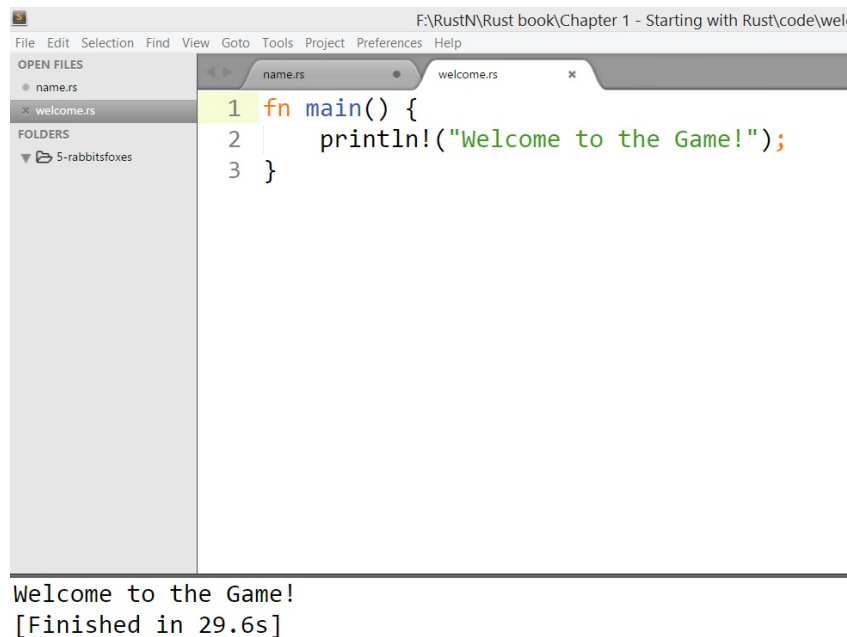 F:\RustN\Rust book\Chapter 1 - Starting with Rust\code\wel
File Edit Selection Find View Goto Tools Project Preferences Help
OPEN FILES
name.rs
welcome.rs
FOLDERS
5-rabbitsfoxes
name.rs welcome.rs
1 fn main() {
2     println!("Welcome to the Game!");
3 }
Welcome to the Game!
[Finished in 29.6s]